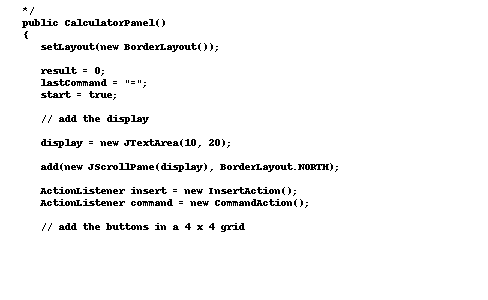 */
public CalculatorPanel()
{
setLayout(new BorderLayout());
result = 0;
lastCommand = "=";
start = true;
// add the display
display = new JTextArea(10, 20);
add(new JScrollPane(display), BorderLayout.NORTH);
ActionListener insert = new InsertAction();
ActionListener command = new CommandAction();
// add the buttons in a 4 x 4 grid